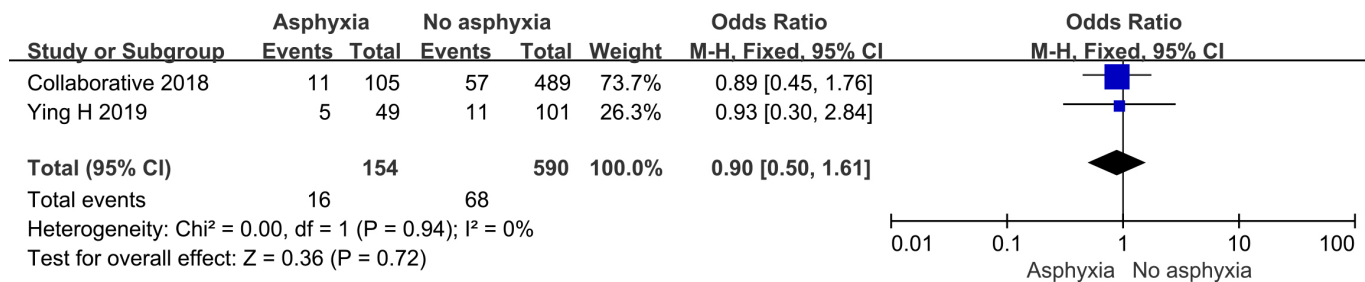 Asphyxia No asphyxia Odds Ratio Odds Ratio
Study or Subgroup Events Total Events Total Weight M-H, Fixed, 95% CI M-H, Fixed, 95% CI
Collaborative 2018 11 105 57 489 73.7% 0.89 [0.45, 1.76]
Ying H 2019 5 49 11 101 26.3% 0.93 [0.30, 2.84]
Total (95% CI) 154 590 100.0% 0.90 [0.50, 1.61]
Total events 16 68
Heterogeneity: Chi² = 0.00, df = 1 (P = 0.94); I² = 0%
Test for overall effect: Z = 0.36 (P = 0.72)
0.01 0.1 1 10 100
Asphyxia No asphyxia